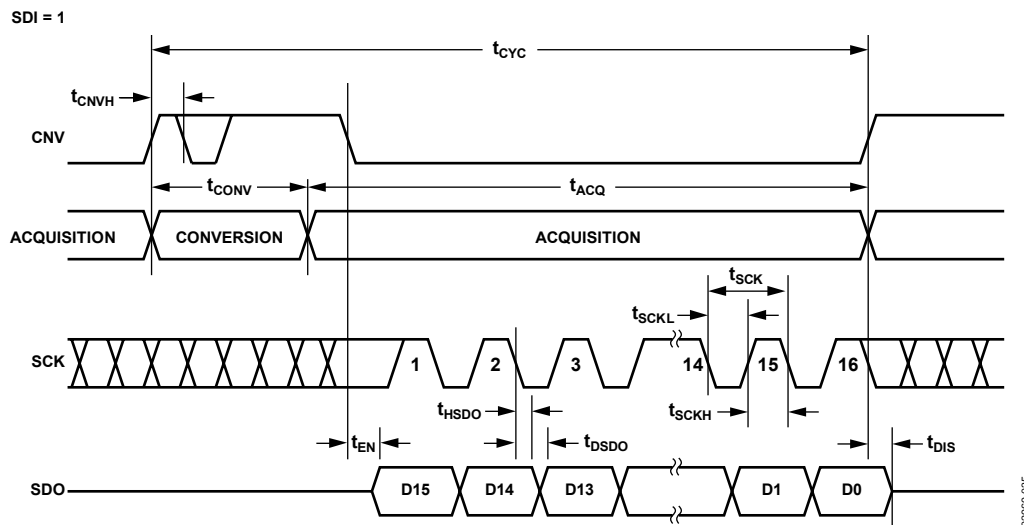 SDI = 1
tCYC
tCNVH
CNV
tCONV
tACQ
ACQUISITION
CONVERSION
ACQUISITION
tSCK
tSCKL
SCK
1
2
3
14
15
16
tHSDO
tSCKH
tEN
tDSDO
tDIS
SDO
D15
D14
D13
D1
D0